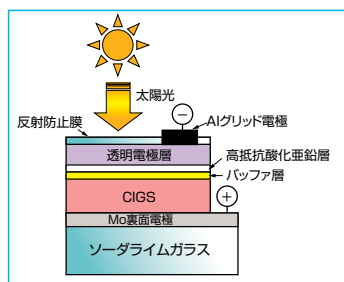 太陽光
−
反射防止膜
Alグリッド電極
透明電極層
高抵抗酸化亜鉛層
バッファ層
CIGS
+
Mo裏面電極
ソーダライムガラス